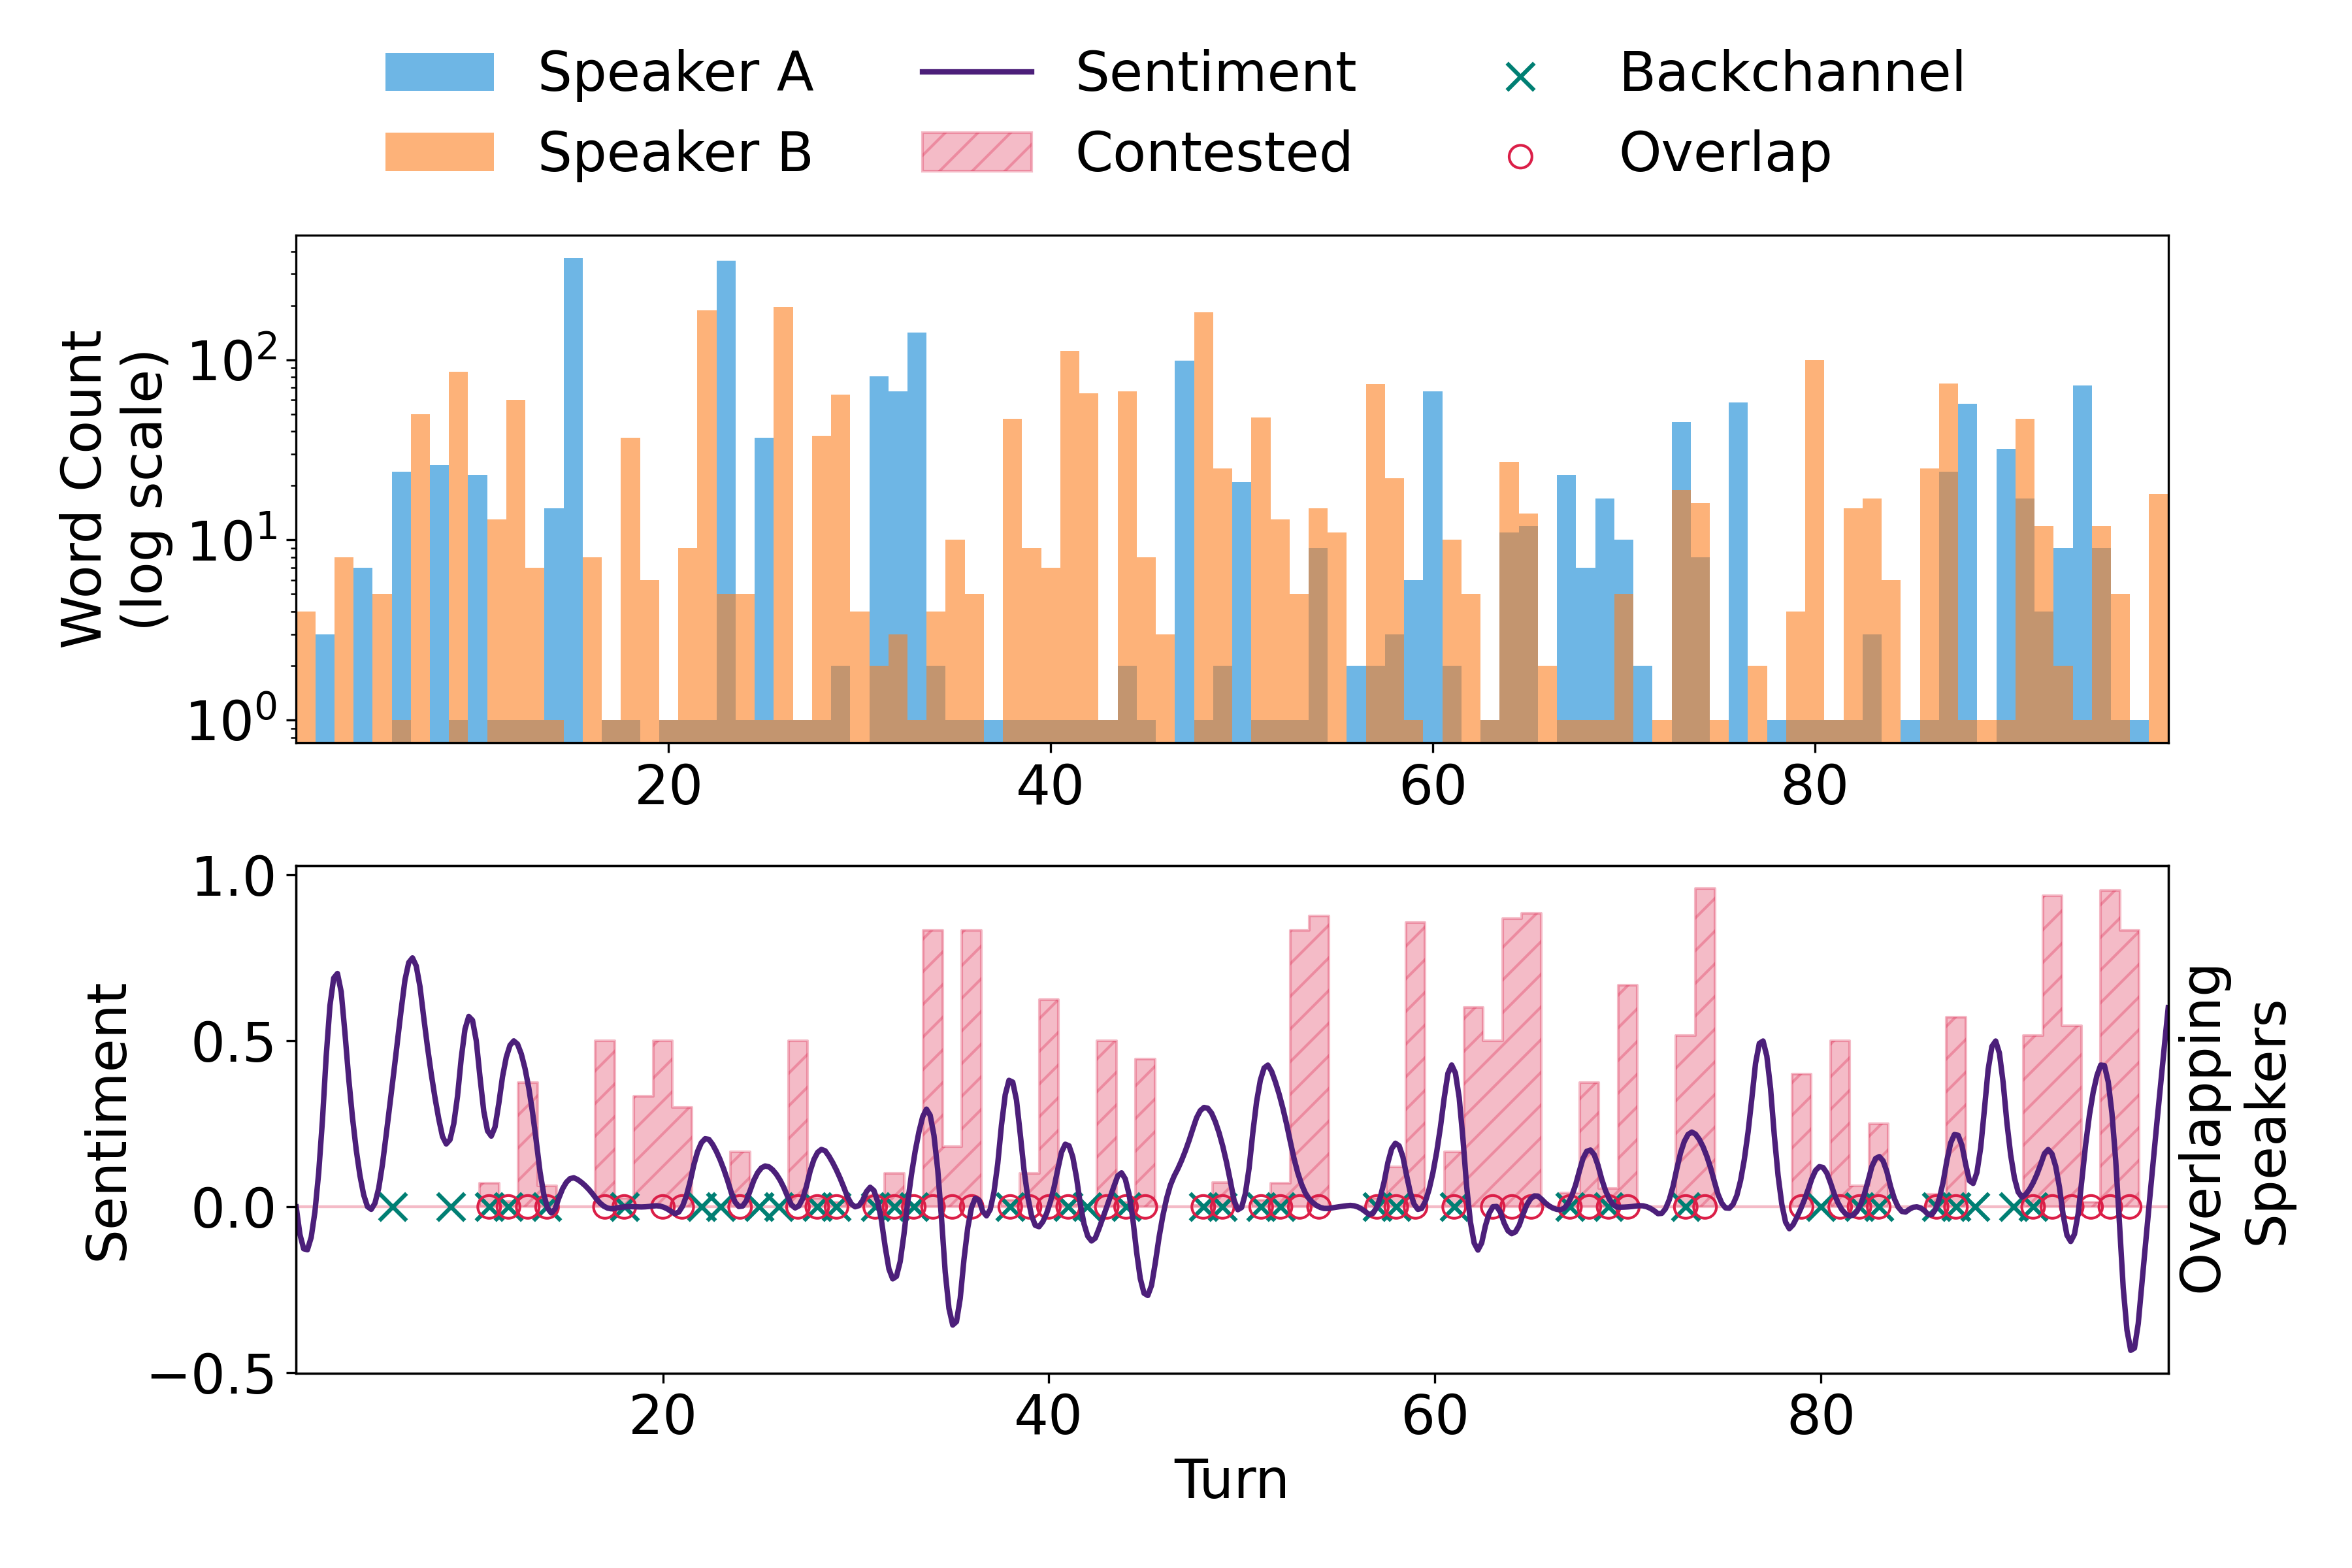 Speaker A
Speaker B
Sentiment
Contested
Backchannel
Overlap
Word Count
(log scale)
10²
10¹
10⁰
20 40 60 80
Sentiment
1.0
0.5
0.0
−0.5
20 40 60 80
Turn
Overlapping
Speakers